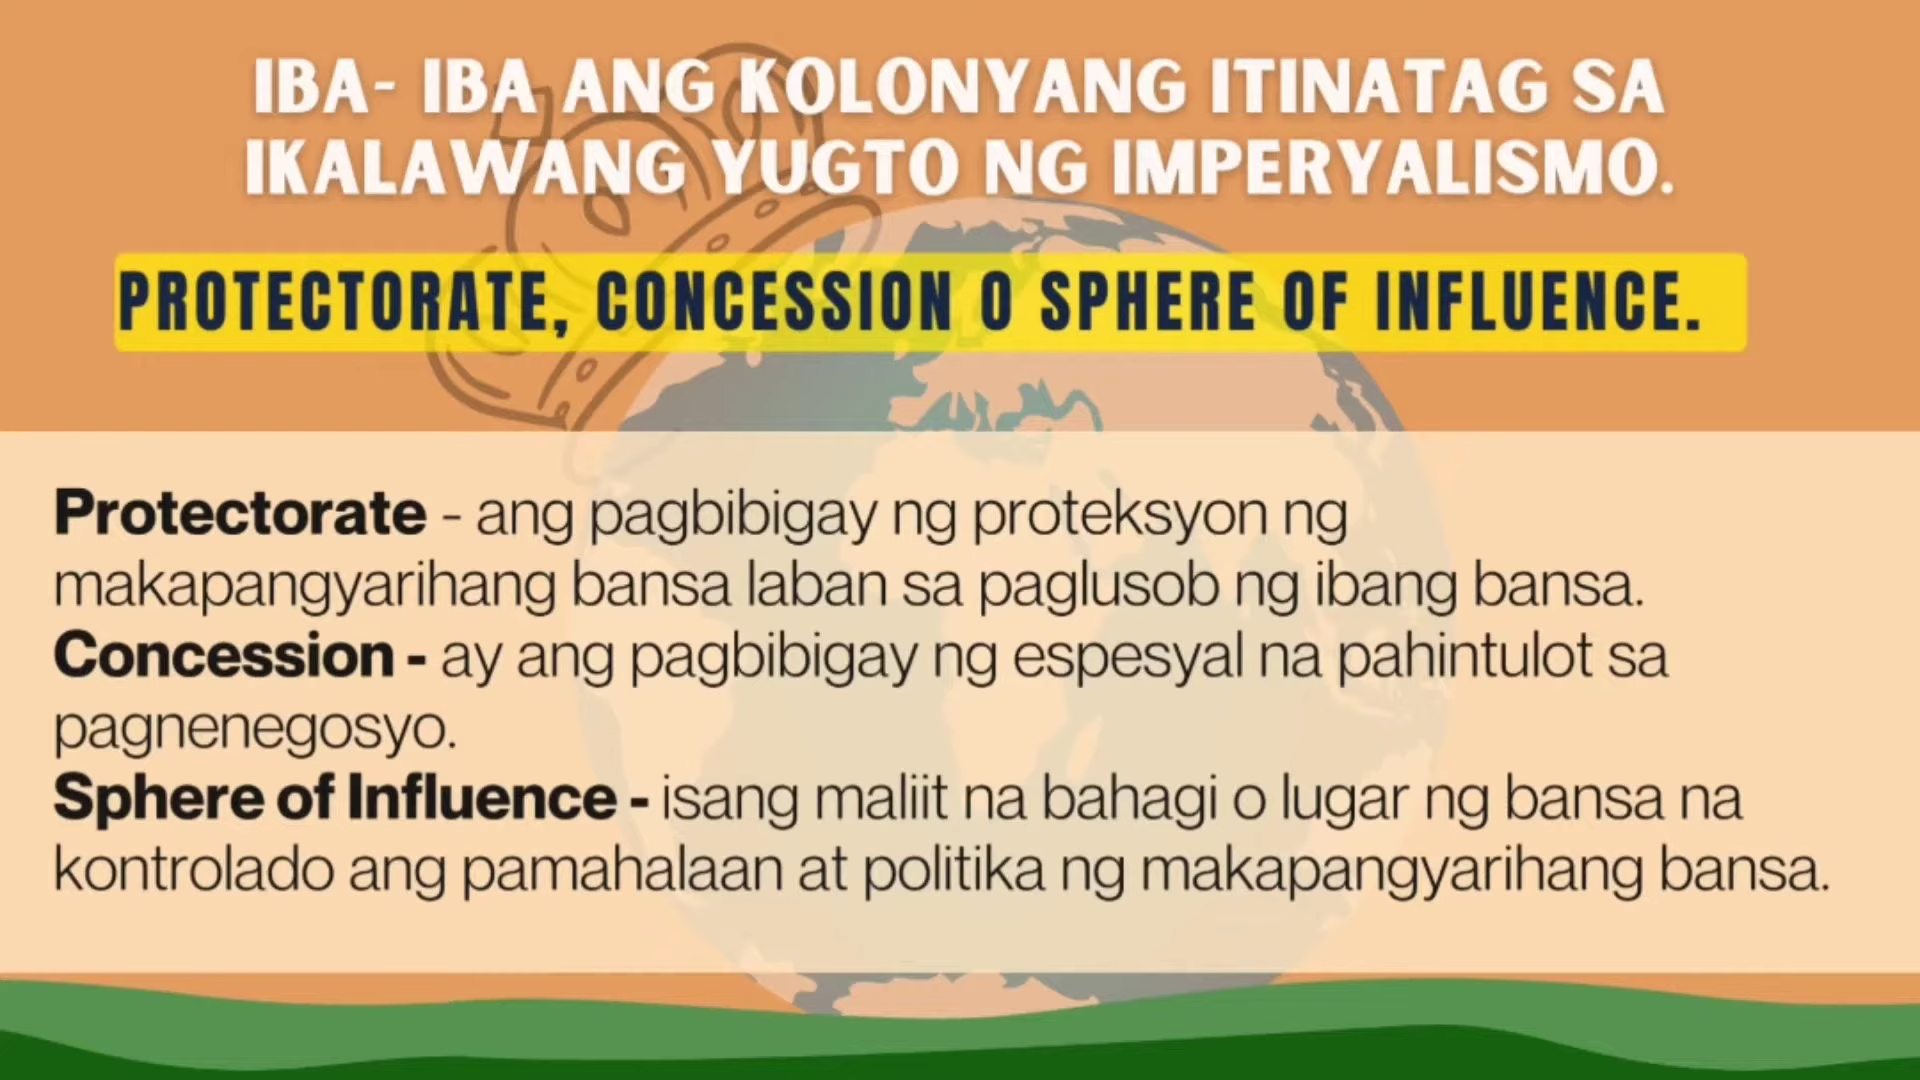 IBA- IBA ANG KOLONYANG ITINATAG SA
IKALAWANG YUGTO NG IMPERYALISMO.
PROTECTORATE, CONCESSION O SPHERE OF INFLUENCE.
Protectorate - ang pagbibigay ng proteksyon ng
makapangyarihang bansa laban sa paglusob ng ibang bansa.
Concession - ay ang pagbibigay ng espesyal na pahintulot sa
pagnenegosyo.
Sphere of Influence - isang maliit na bahagi o lugar ng bansa na
kontrolado ang pamahalaan at politika ng makapangyarihang bansa.